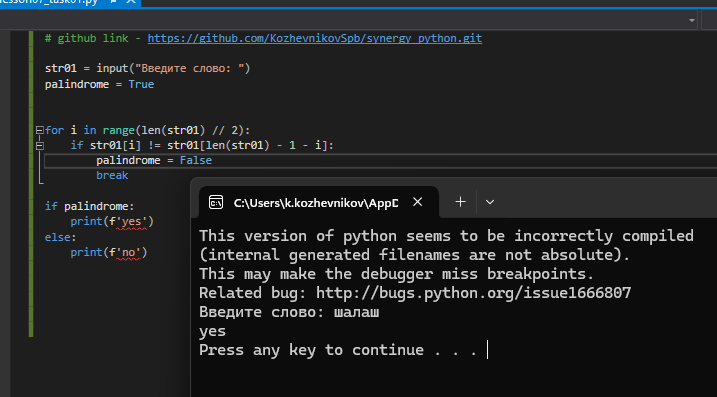 lesson07_task01.py
# github link - https://github.com/KozhevnikovSpb/synergy_python.git
str01 = input("Введите слово: ")
palindrome = True
for i in range(len(str01) // 2):
if str01[i] != str01[len(str01) - 1 - i]:
palindrome = False
break
if palindrome:
print(f'yes')
else:
print(f'no')
C:\Users\k.kozhevnikov\AppD
This version of python seems to be incorrectly compiled
(internal generated filenames are not absolute).
This may make the debugger miss breakpoints.
Related bug: http://bugs.python.org/issue1666807
Введите слово: шалаш
yes
Press any key to continue . . .